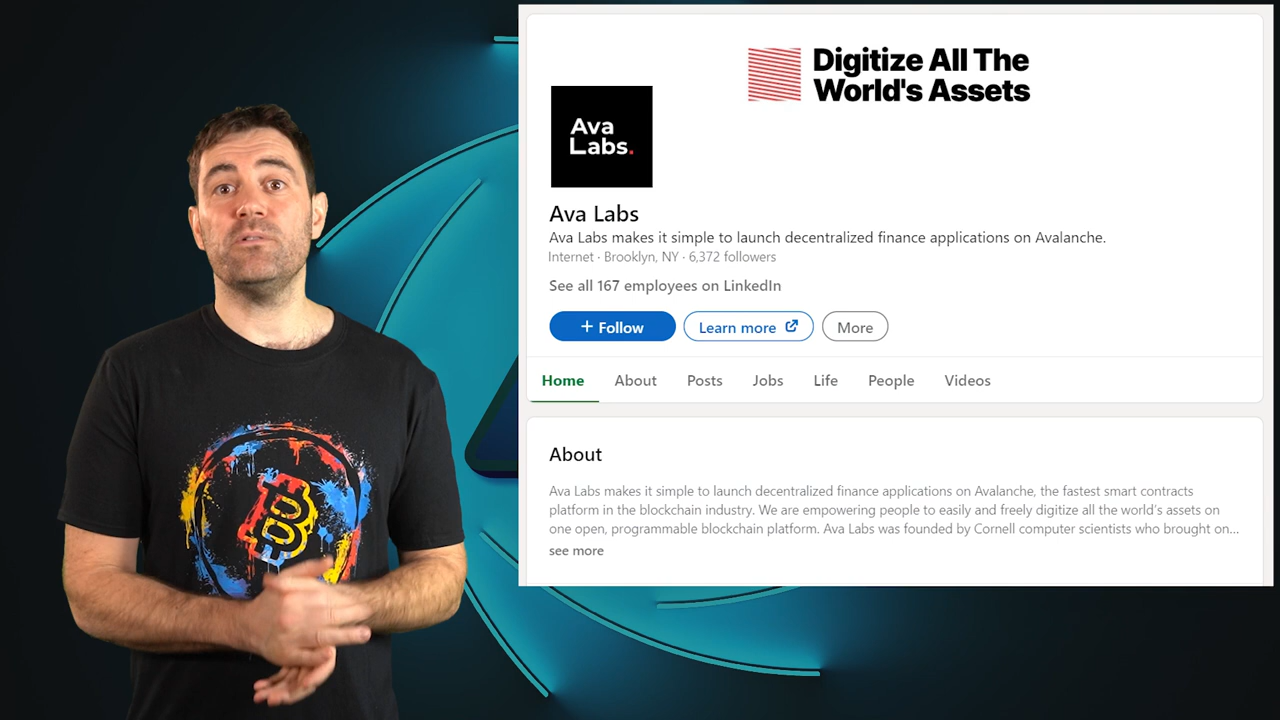 Digitize All The
World's Assets
Ava
Labs.
Ava Labs
Ava Labs makes it simple to launch decentralized finance applications on Avalanche.
Internet · Brooklyn, NY · 6,372 followers
See all 167 employees on LinkedIn
+ Follow
Learn more
More
Home
About
Posts
Jobs
Life
People
Videos
About
Ava Labs makes it simple to launch decentralized finance applications on Avalanche, the fastest smart contracts
platform in the blockchain industry. We are empowering people to easily and freely digitize all the world's assets on
one open, programmable blockchain platform. Ava Labs was founded by Cornell computer scientists who brought on...
see more